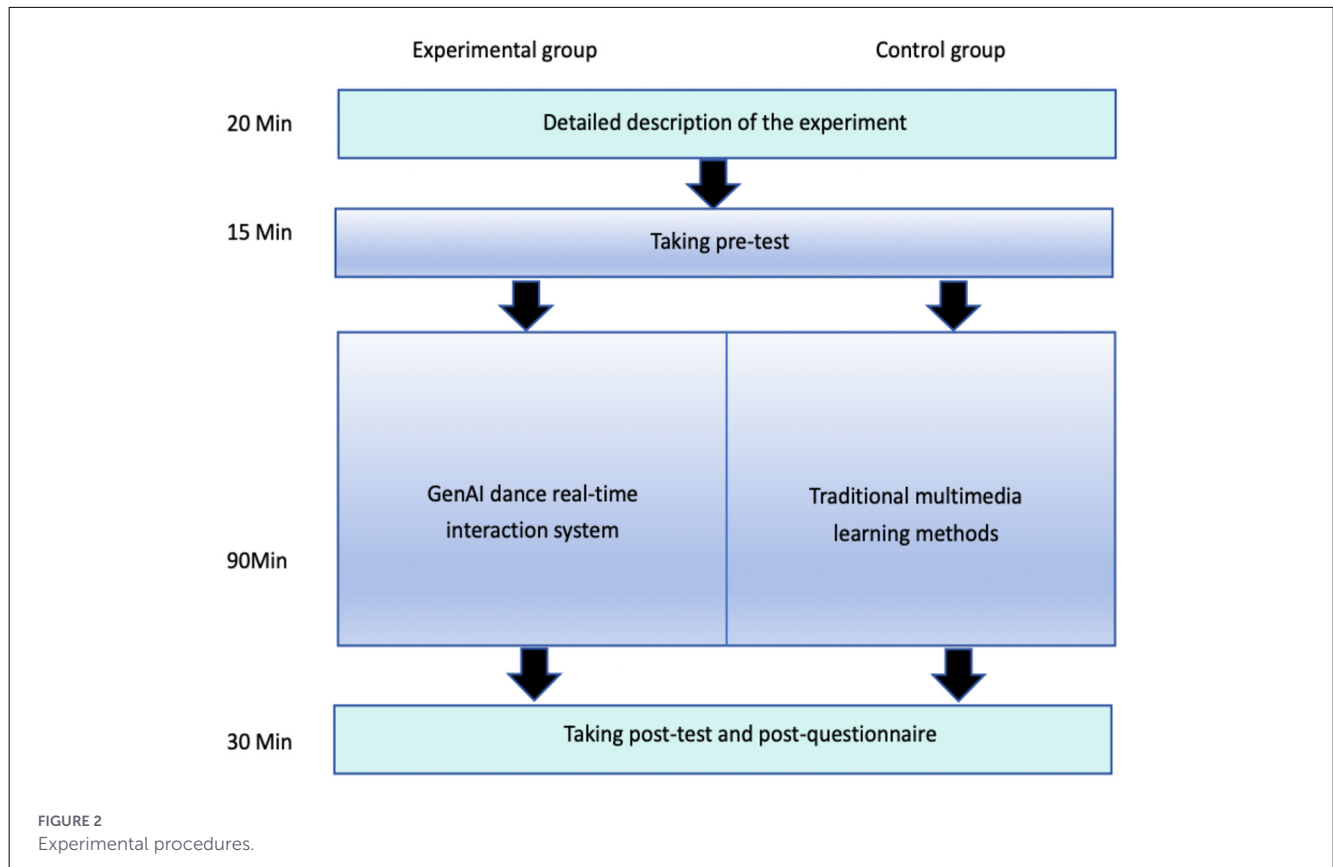 Experimental group
Control group
20 Min
Detailed description of the experiment
15 Min
Taking pre-test
90Min
GenAI dance real-time
interaction system
Traditional multimedia
learning methods
30 Min
Taking post-test and post-questionnaire
FIGURE 2
Experimental procedures.